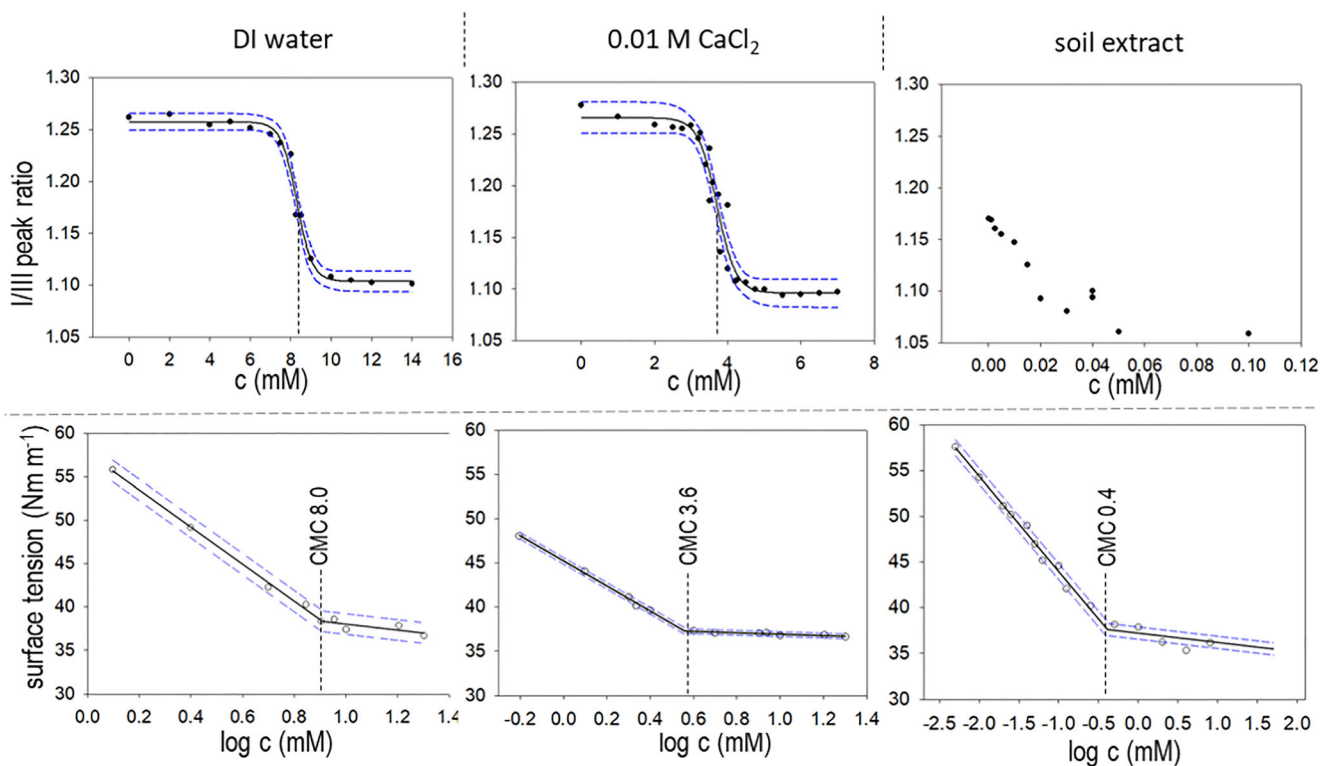 DI water
0.01 M CaCl₂
soil extract
I/III peak ratio
1.30
1.25
1.20
1.15
1.10
1.05
0 2 4 6 8 10 12 14 16
c (mM)
1.30
1.25
1.20
1.15
1.10
1.05
0 2 4 6 8
c (mM)
1.30
1.25
1.20
1.15
1.10
1.05
0.00 0.02 0.04 0.06 0.08 0.10 0.12
c (mM)
surface tension (Nm m⁻¹)
60
55
50
45
40
35
30
CMC 8.0
0.0 0.2 0.4 0.6 0.8 1.0 1.2 1.4
log c (mM)
60
55
50
45
40
35
30
CMC 3.6
-0.2 0.0 0.2 0.4 0.6 0.8 1.0 1.2 1.4
log c (mM)
60
55
50
45
40
35
30
CMC 0.4
-2.5 -2.0 -1.5 -1.0 -0.5 0.0 0.5 1.0 1.5 2.0
log c (mM)